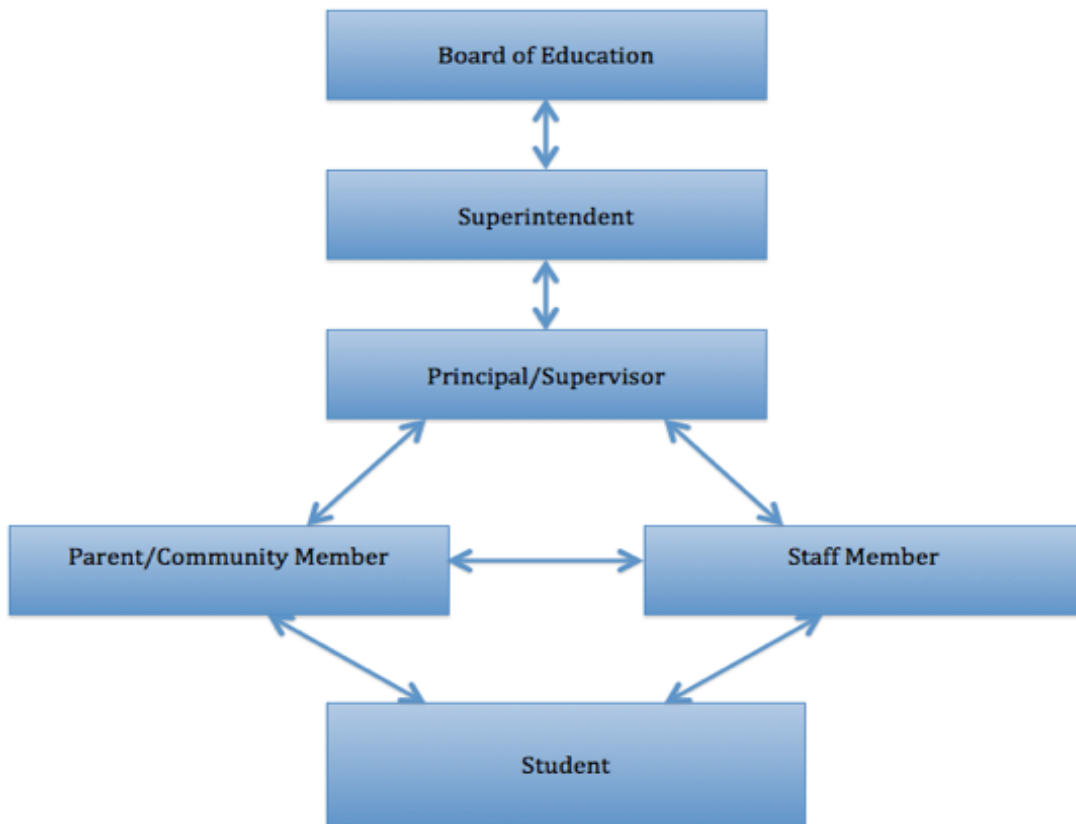 Board of Education
Superintendent
Principal/Supervisor
Parent/Community Member
Staff Member
Student